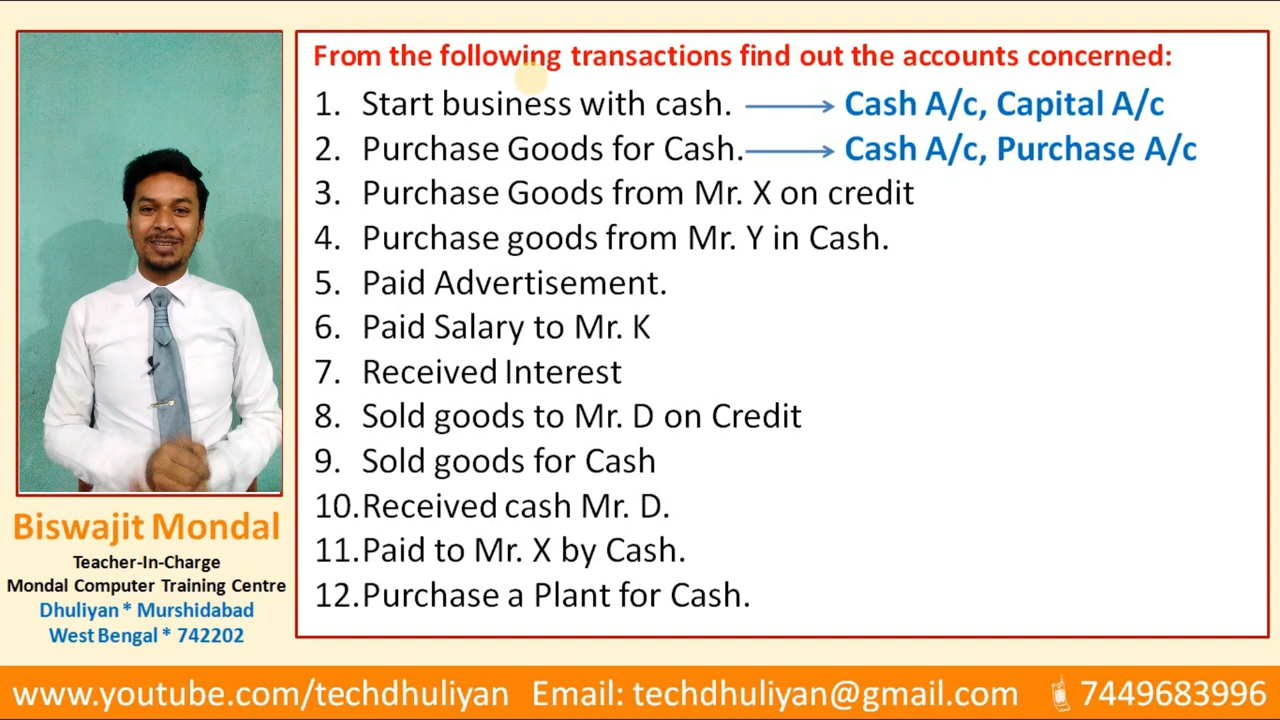 From the following transactions find out the accounts concerned:
1. Start business with cash. Cash A/c, Capital A/c
2. Purchase Goods for Cash. Cash A/c, Purchase A/c
3. Purchase Goods from Mr. X on credit
4. Purchase goods from Mr. Y in Cash.
5. Paid Advertisement.
6. Paid Salary to Mr. K
7. Received Interest
8. Sold goods to Mr. D on Credit
9. Sold goods for Cash
10. Received cash Mr. D.
11. Paid to Mr. X by Cash.
12. Purchase a Plant for Cash.
Biswajit Mondal
Teacher-In-Charge
Mondal Computer Training Centre
Dhuliyan * Murshidabad
West Bengal * 742202
www.youtube.com/techdhuliyan Email: techdhuliyan@gmail.com 7449683996